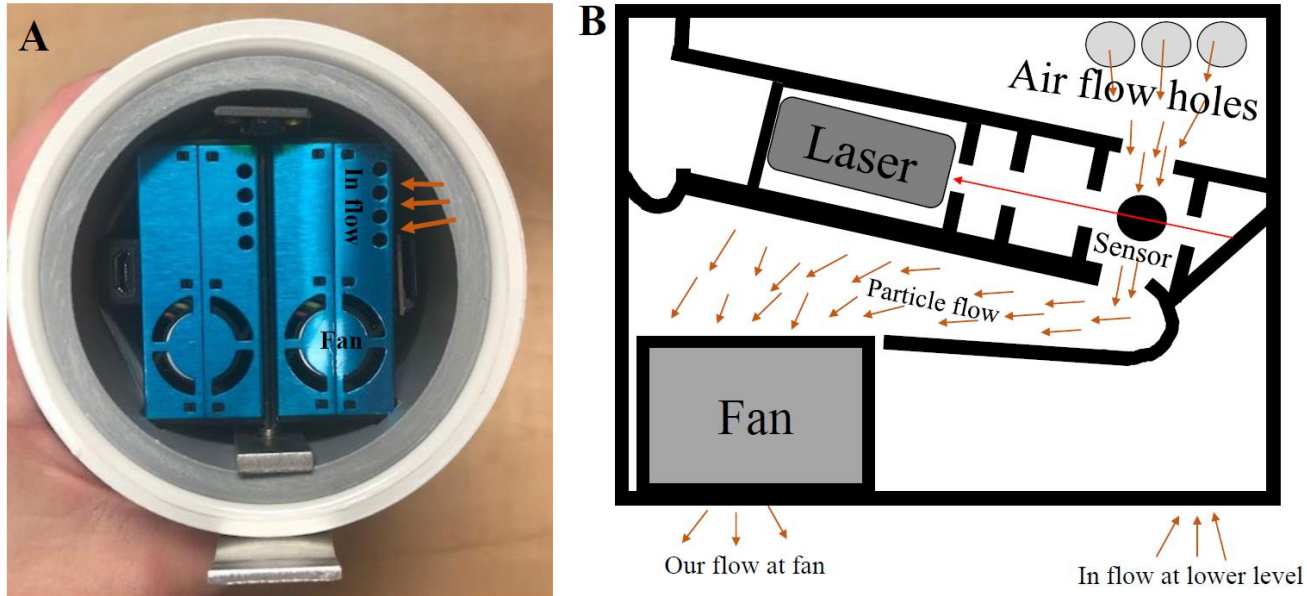 A
In flow
Fan
B
Air flow holes
Laser
Sensor
Particle flow
Fan
Our flow at fan
In flow at lower level